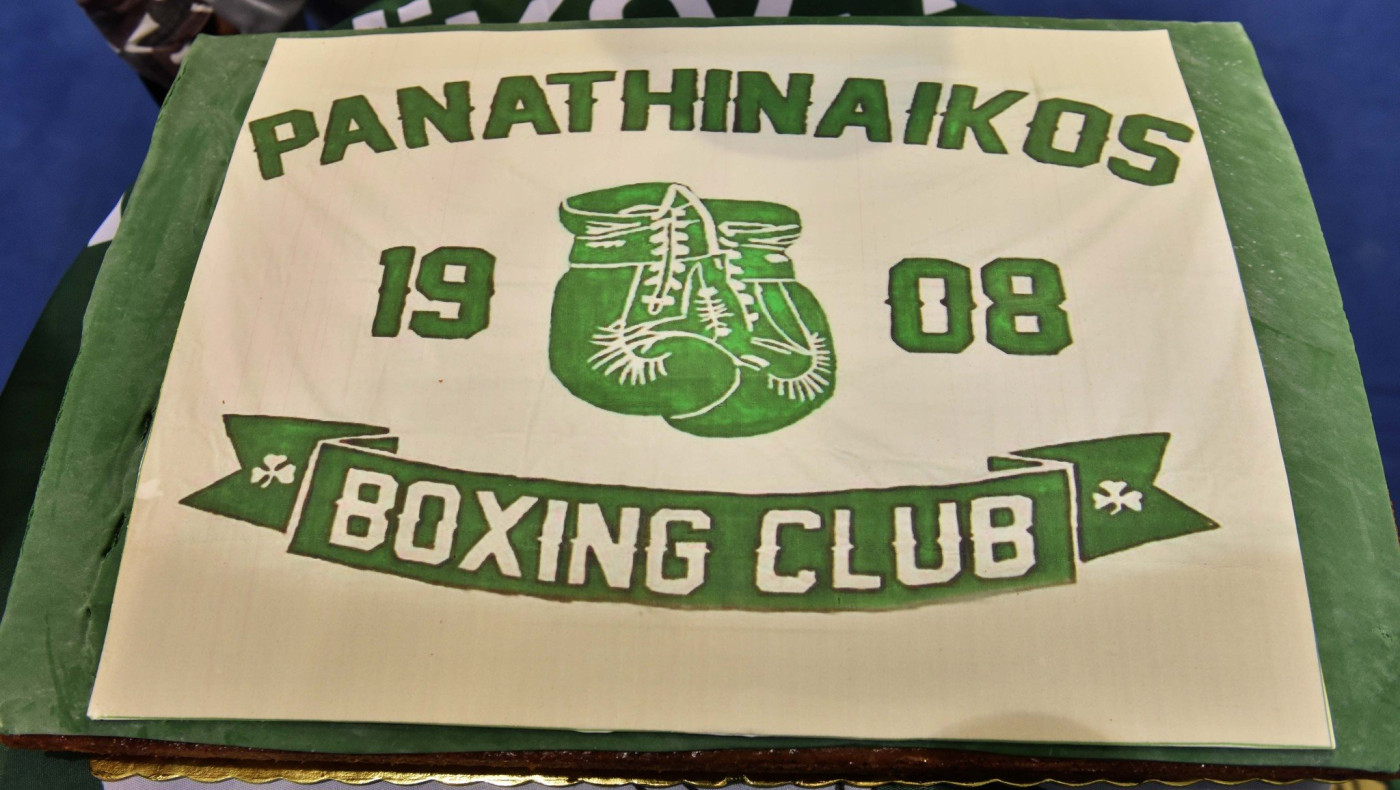 PANATHINAIKOS
19 08
BOXING CLUB